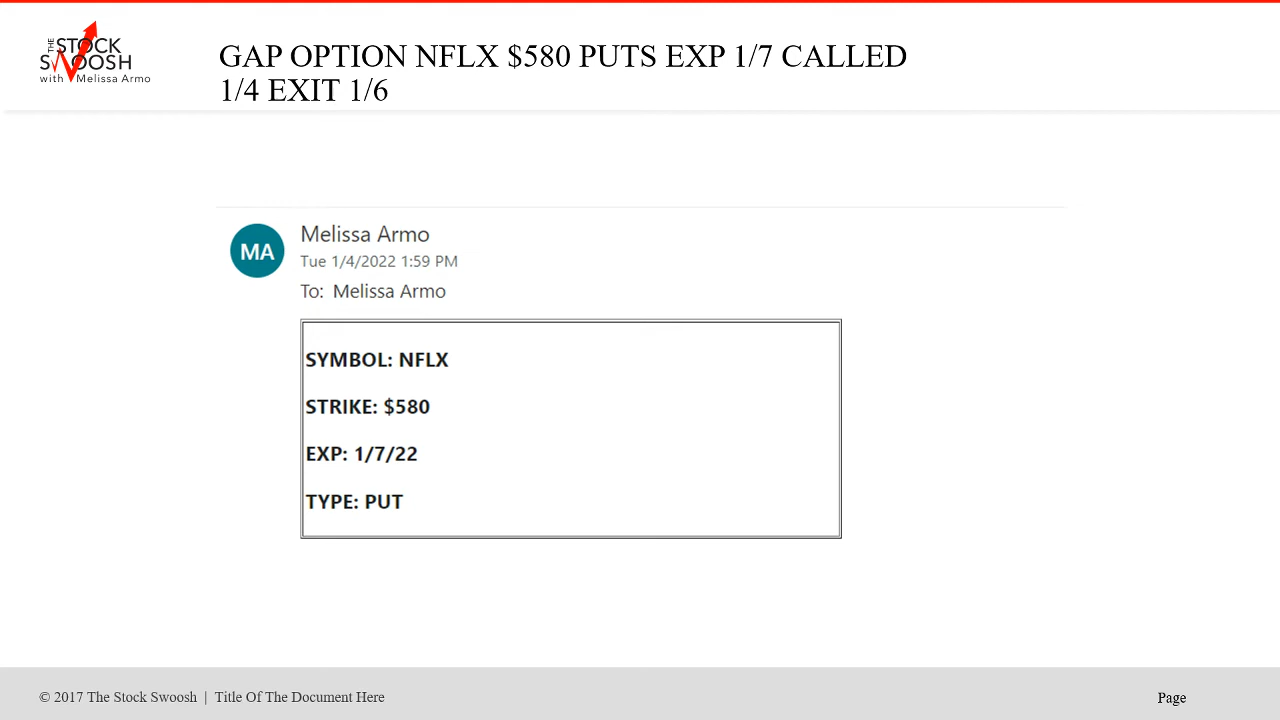 THE STOCK
SWOOSH
with Melissa Armo
GAP OPTION NFLX $580 PUTS EXP 1/7 CALLED
1/4 EXIT 1/6
MA
Melissa Armo
Tue 1/4/2022 1:59 PM
To: Melissa Armo
SYMBOL: NFLX
STRIKE: $580
EXP: 1/7/22
TYPE: PUT
© 2017 The Stock Swoosh | Title Of The Document Here
Page